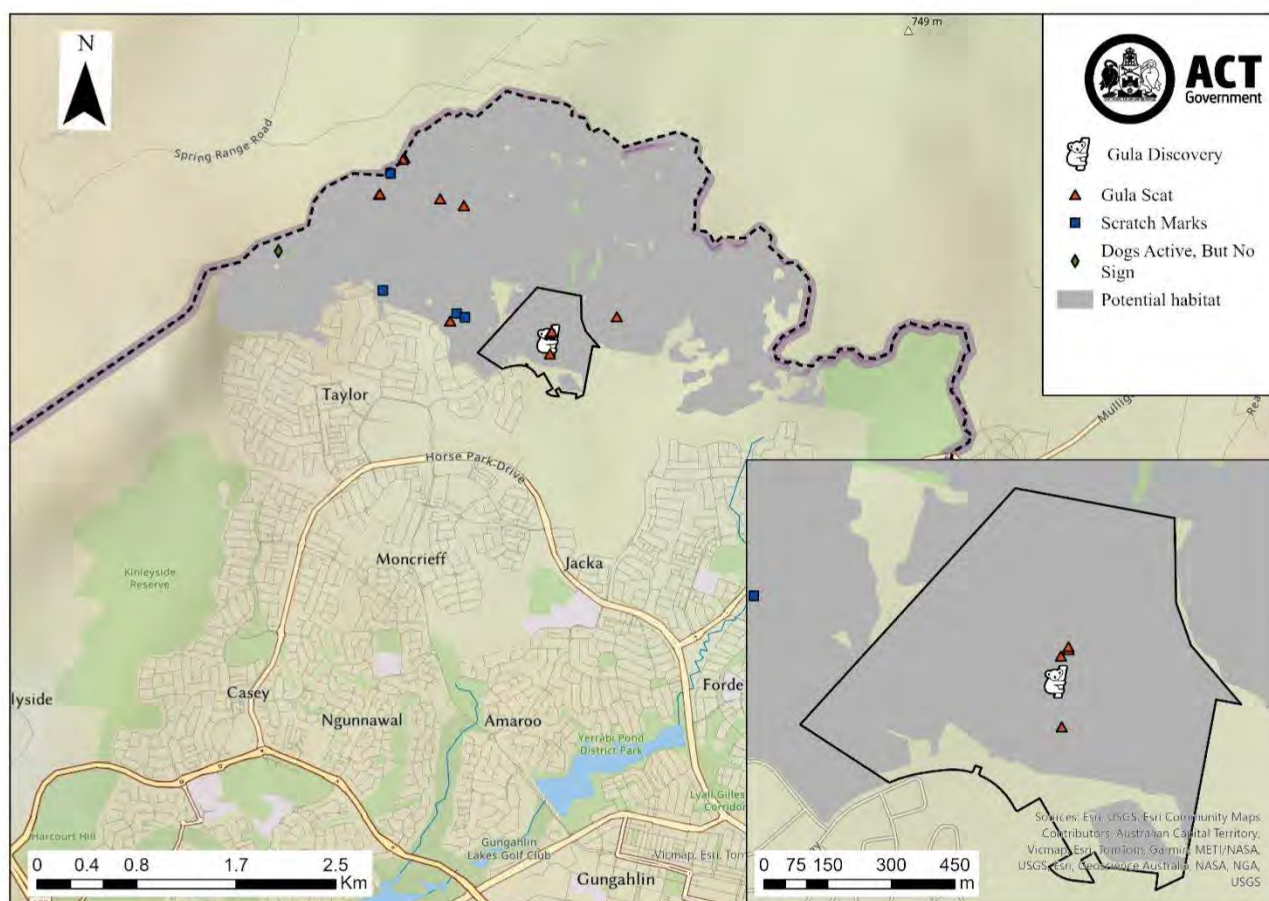 749 m
N
Spring Range Road
ACT
Government
Gula Discovery
Gula Scat
Scratch Marks
Dogs Active, But No
Sign
Potential habitat
Taylor
Horse Park Drive
Moncrieff
Jacka
Kinleyside
Reserve
lyside
Casey
Ngunnawal
Amaroo
Forde
Yerrabi Pond
District Park
Lyall Gilles
Corridor
Harcourt Hill
Gungahlin
Lakes Golf Club
Gungahlin
0 0.4 0.8 1.7 2.5
Km
0 75 150 300 450
m
Sources: Esri, USGS, Esri Community Maps
Contributors, Australian Capital Territory,
Vicmap, Esri, TomTom, Garmin, METI/NASA,
USGS, Esri, Geoscience Australia, NASA, NGA,
USGS